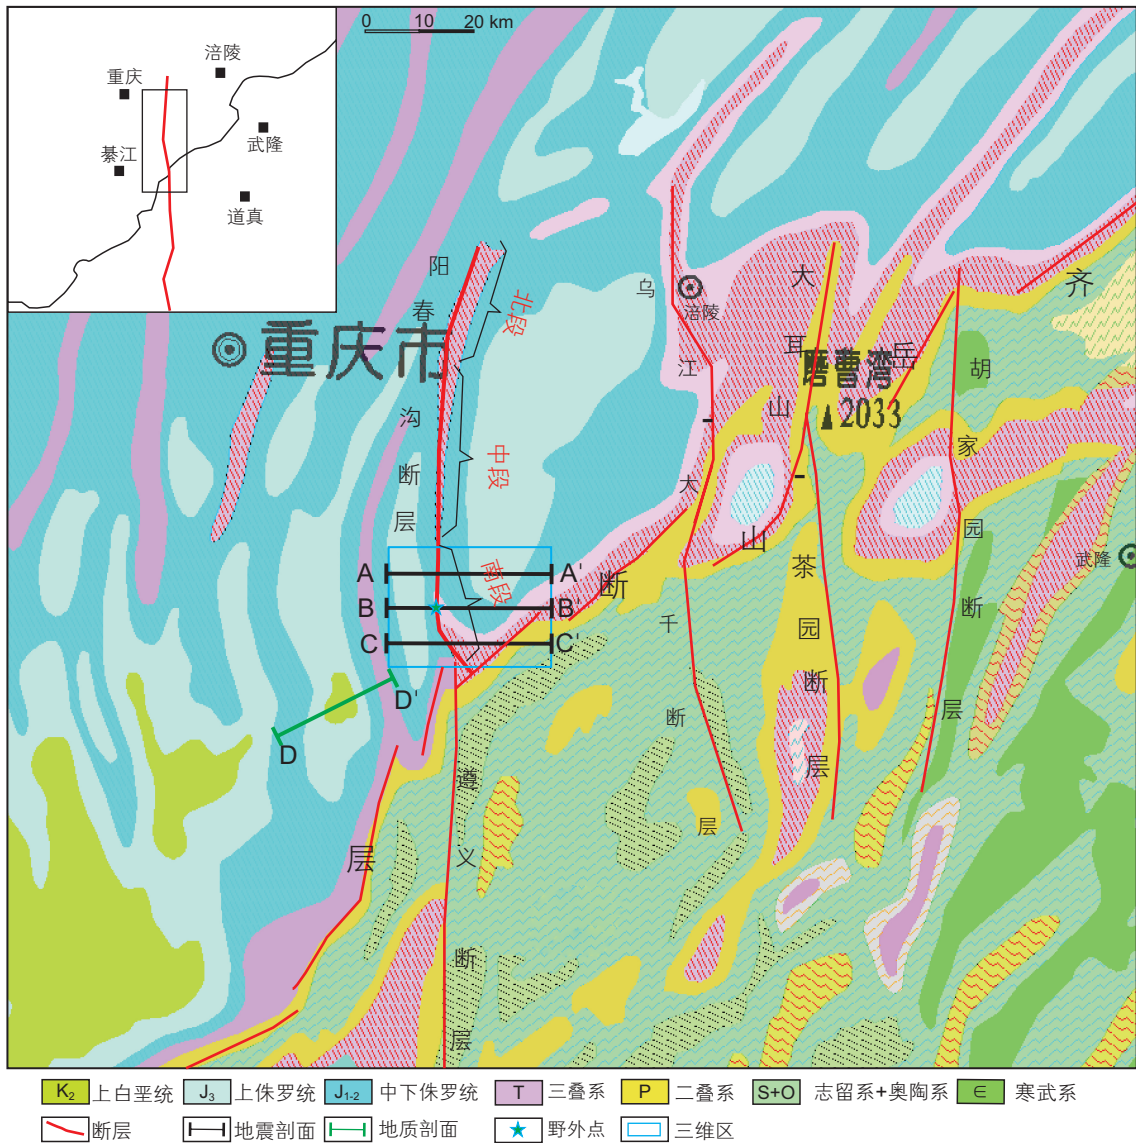 0 10 20 km
涪陵
重庆
武隆
綦江
道真
重庆市
阳春沟断层
北段
中段
南段
乌江
涪陵
大耳山
磨曹湾
▲2033
齐岳山断层
胡家园断层
大千断层
茶园断层
武隆
遵义断层
A A'
B B'
C C'
D D'
K₂ 上白垩统
J₃ 上侏罗统
J₁₋₂ 中下侏罗统
T 三叠系
P 二叠系
S+O 志留系+奥陶系
∈ 寒武系
断层
地震剖面
地质剖面
野外点
三维区